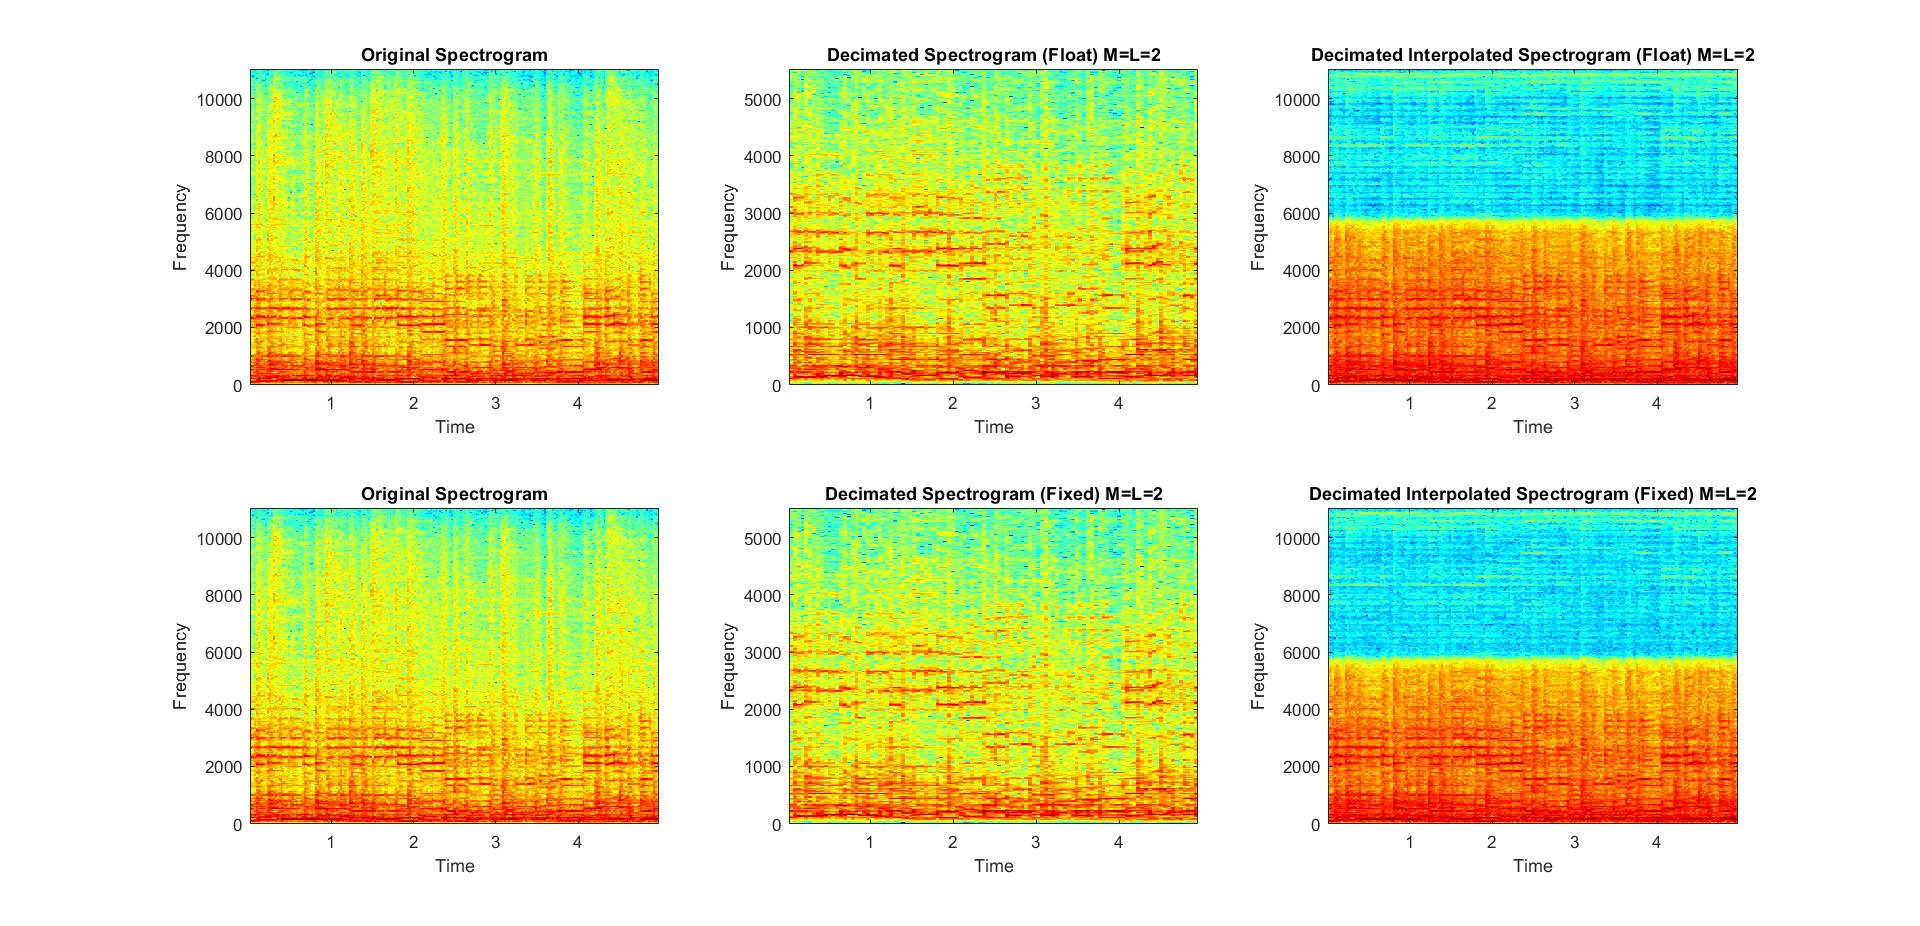 Original Spectrogram
Decimated Spectrogram (Float) M=L=2
Decimated Interpolated Spectrogram (Float) M=L=2
Frequency
10000
8000
6000
4000
2000
0
1 2 3 4
Time
Frequency
5000
4000
3000
2000
1000
0
1 2 3 4
Time
Frequency
10000
8000
6000
4000
2000
0
1 2 3 4
Time
Original Spectrogram
Decimated Spectrogram (Fixed) M=L=2
Decimated Interpolated Spectrogram (Fixed) M=L=2
Frequency
10000
8000
6000
4000
2000
0
1 2 3 4
Time
Frequency
5000
4000
3000
2000
1000
0
1 2 3 4
Time
Frequency
10000
8000
6000
4000
2000
0
1 2 3 4
Time